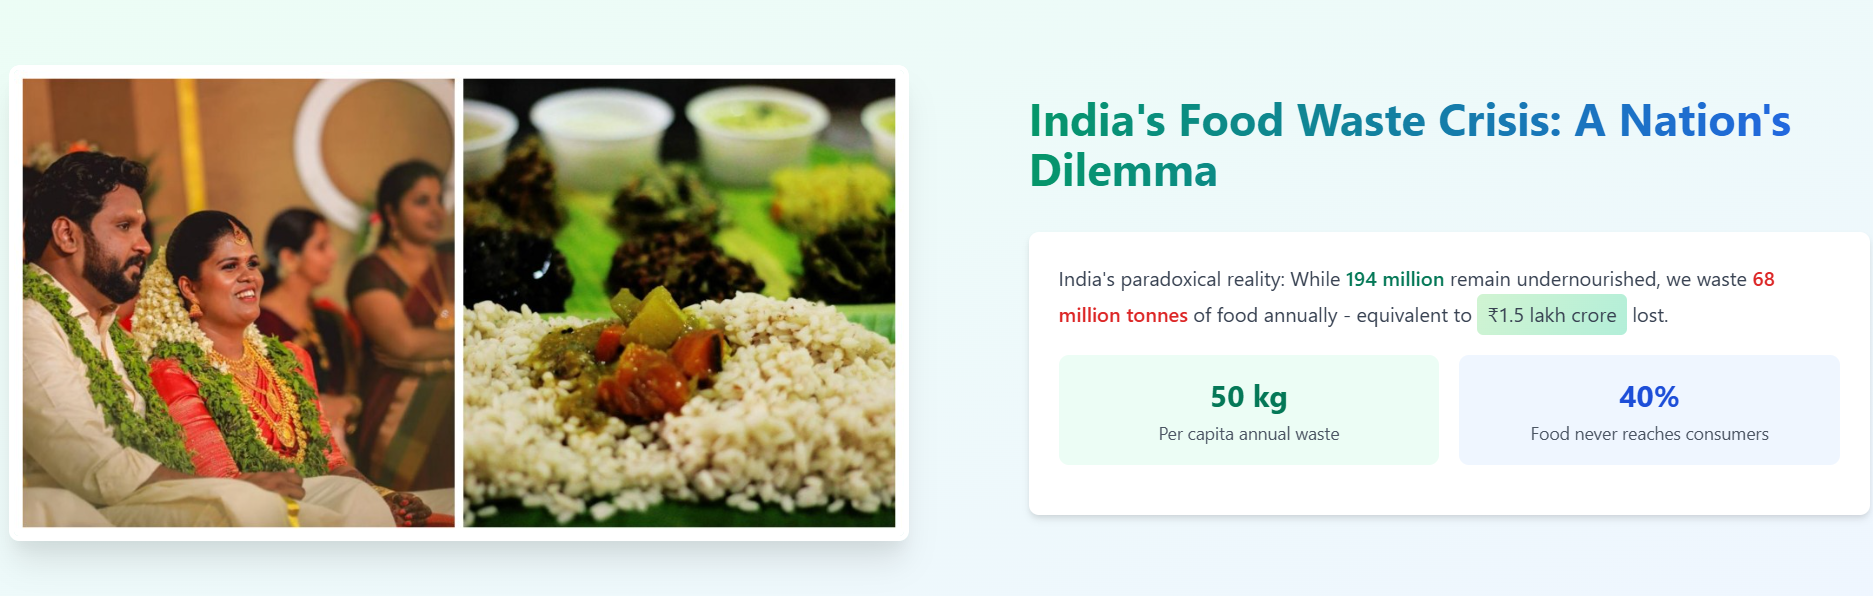 India's Food Waste Crisis: A Nation's
Dilemma
India's paradoxical reality: While 194 million remain undernourished, we waste 68
million tonnes of food annually - equivalent to ₹1.5 lakh crore lost.
50 kg
Per capita annual waste
40%
Food never reaches consumers